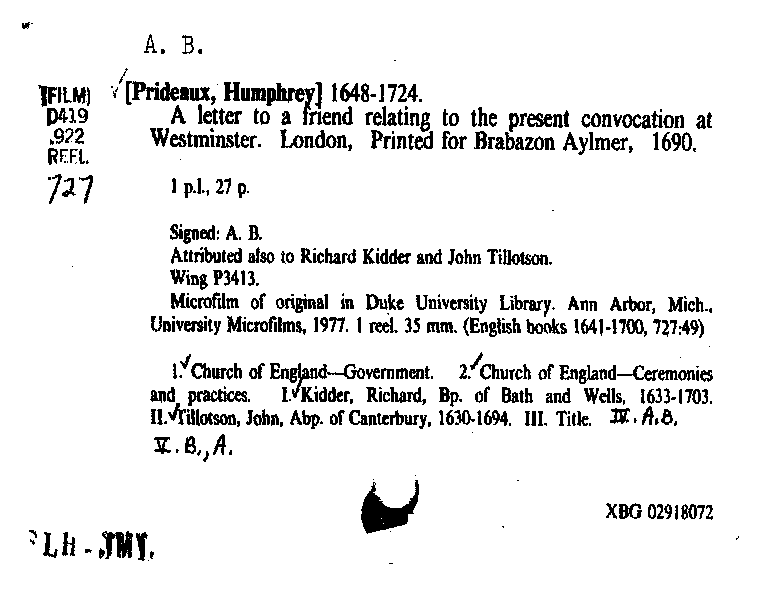 A. B.
[Prideaux, Humphrey] 1648-1724.
(FILM)
D419
.922
REEL
727
A letter to a friend relating to the present convocation at
Westminster. London, Printed for Brabazon Aylmer, 1690.
1 p.l., 27 p.
Signed: A. B.
Attributed also to Richard Kidder and John Tillotson.
Wing P3413.
Microfilm of original in Duke University Library. Ann Arbor, Mich.,
University Microfilms, 1977. 1 reel. 35 mm. (English books 1641-1700, 727:49)
1. Church of England—Government. 2. Church of England—Ceremonies
and practices. I. Kidder, Richard, Bp. of Bath and Wells, 1633-1703.
II. Tillotson, John, Abp. of Canterbury, 1630-1694. III. Title. IV. A.B.
V. B., A.
XBG 02918072